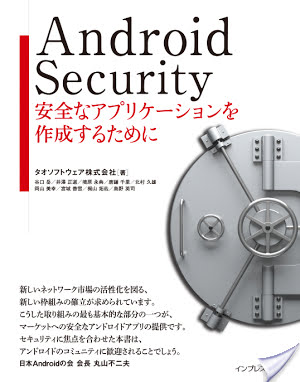 Android
Security
安全なアプリケーションを
作成するために
タオソフトウェア株式会社[著]
新しいネットワーク市場の活性化を図る、
新しい枠組みの確立が求められています。
こうした取り組みの最も基本的な部分の一つが、
マーケットへの安全なアンドロイドアプリの提供です。
セキュリティに焦点を合わせた本書は、
アンドロイドのコミュニティに歓迎されることでしょう。
日本Androidの会 会長 丸山不二夫
インプレス